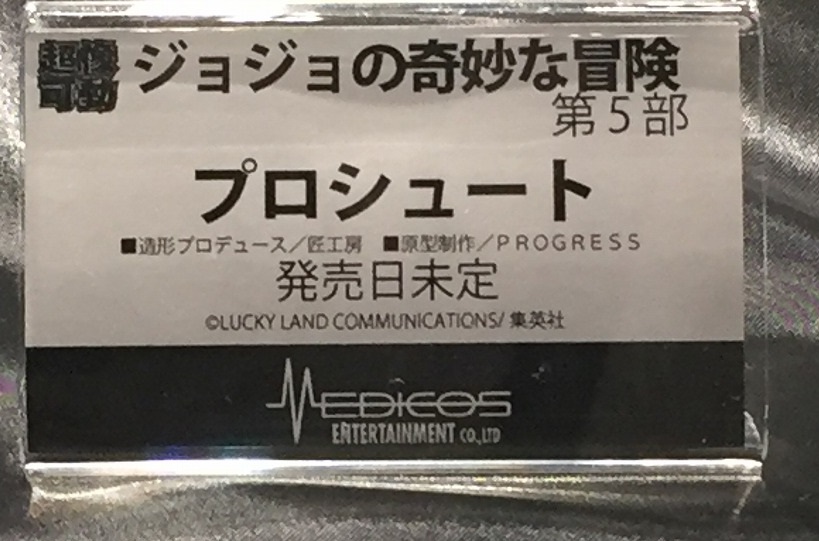 超像可動
ジョジョの奇妙な冒険
第5部
プロシュート
■造形プロデュース／匠工房 ■原型制作／PROGRESS
発売日未定
©LUCKY LAND COMMUNICATIONS/ 集英社
MEDICOS
ENTERTAINMENT CO.,LTD